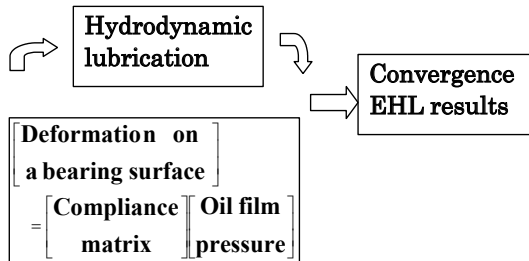 Hydrodynamic
lubrication
Convergence
EHL results
Deformation on
a bearing surface
= Compliance Oil film
matrix pressure